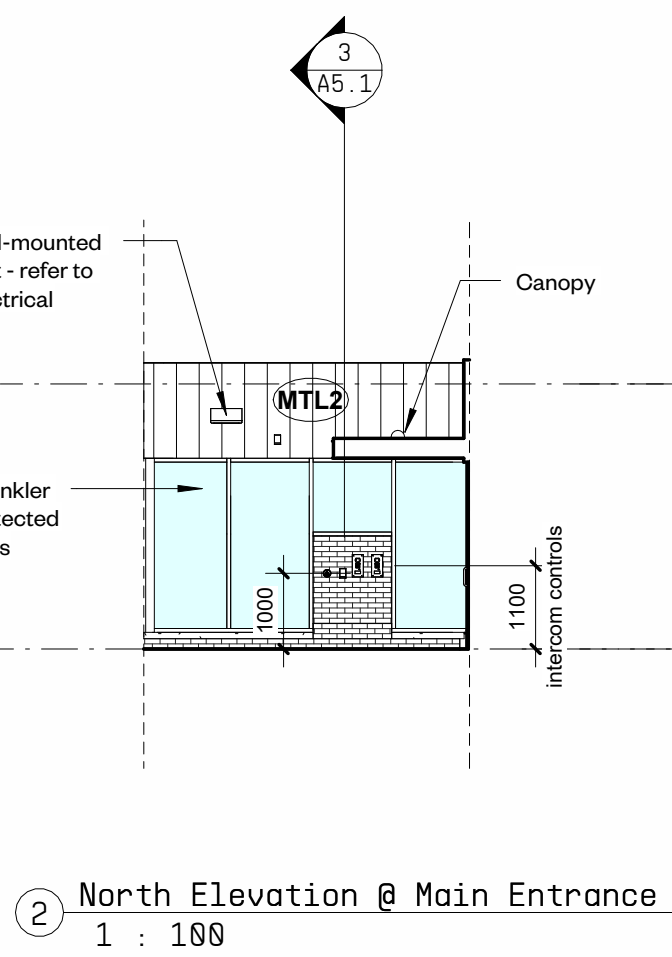 3
A5.1
-mounted
- refer to
trical
Canopy
MTL2
nkler
ected
s
1000
1100
intercom controls
2
North Elevation @ Main Entrance
1 : 100